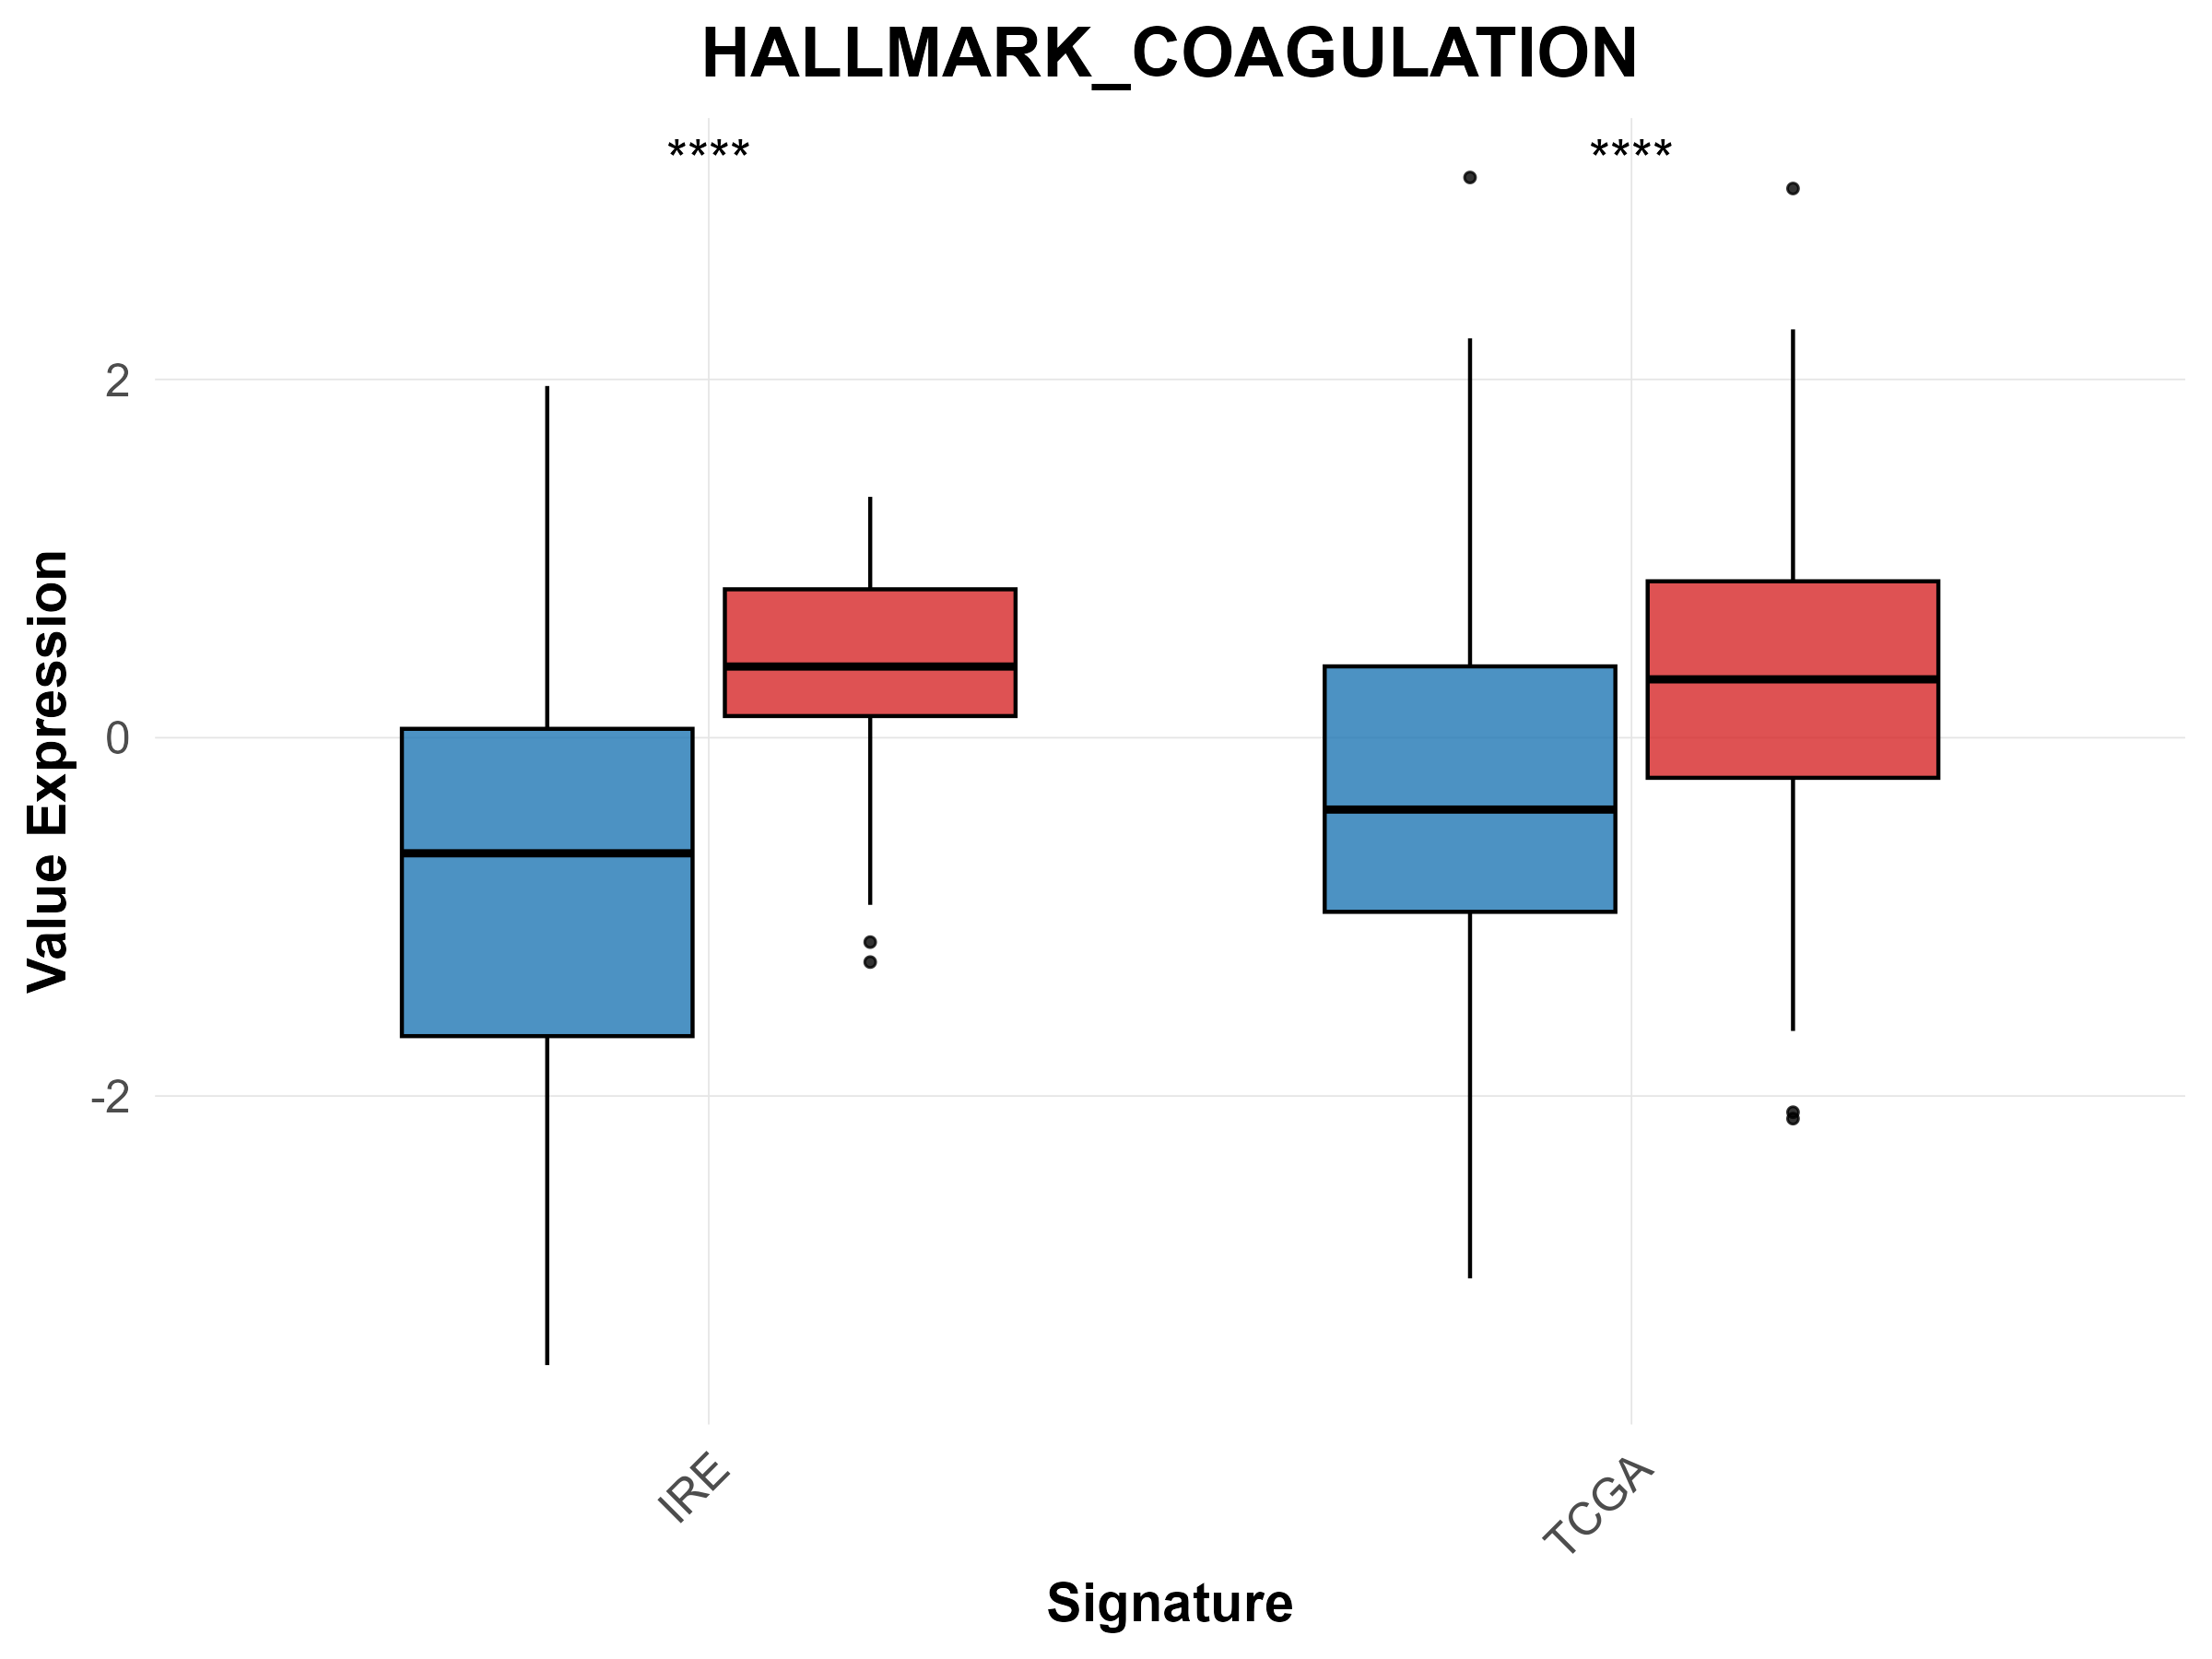 HALLMARK_COAGULATION
**** ****
2
0
-2
Value Expression
IRE
TCGA
Signature